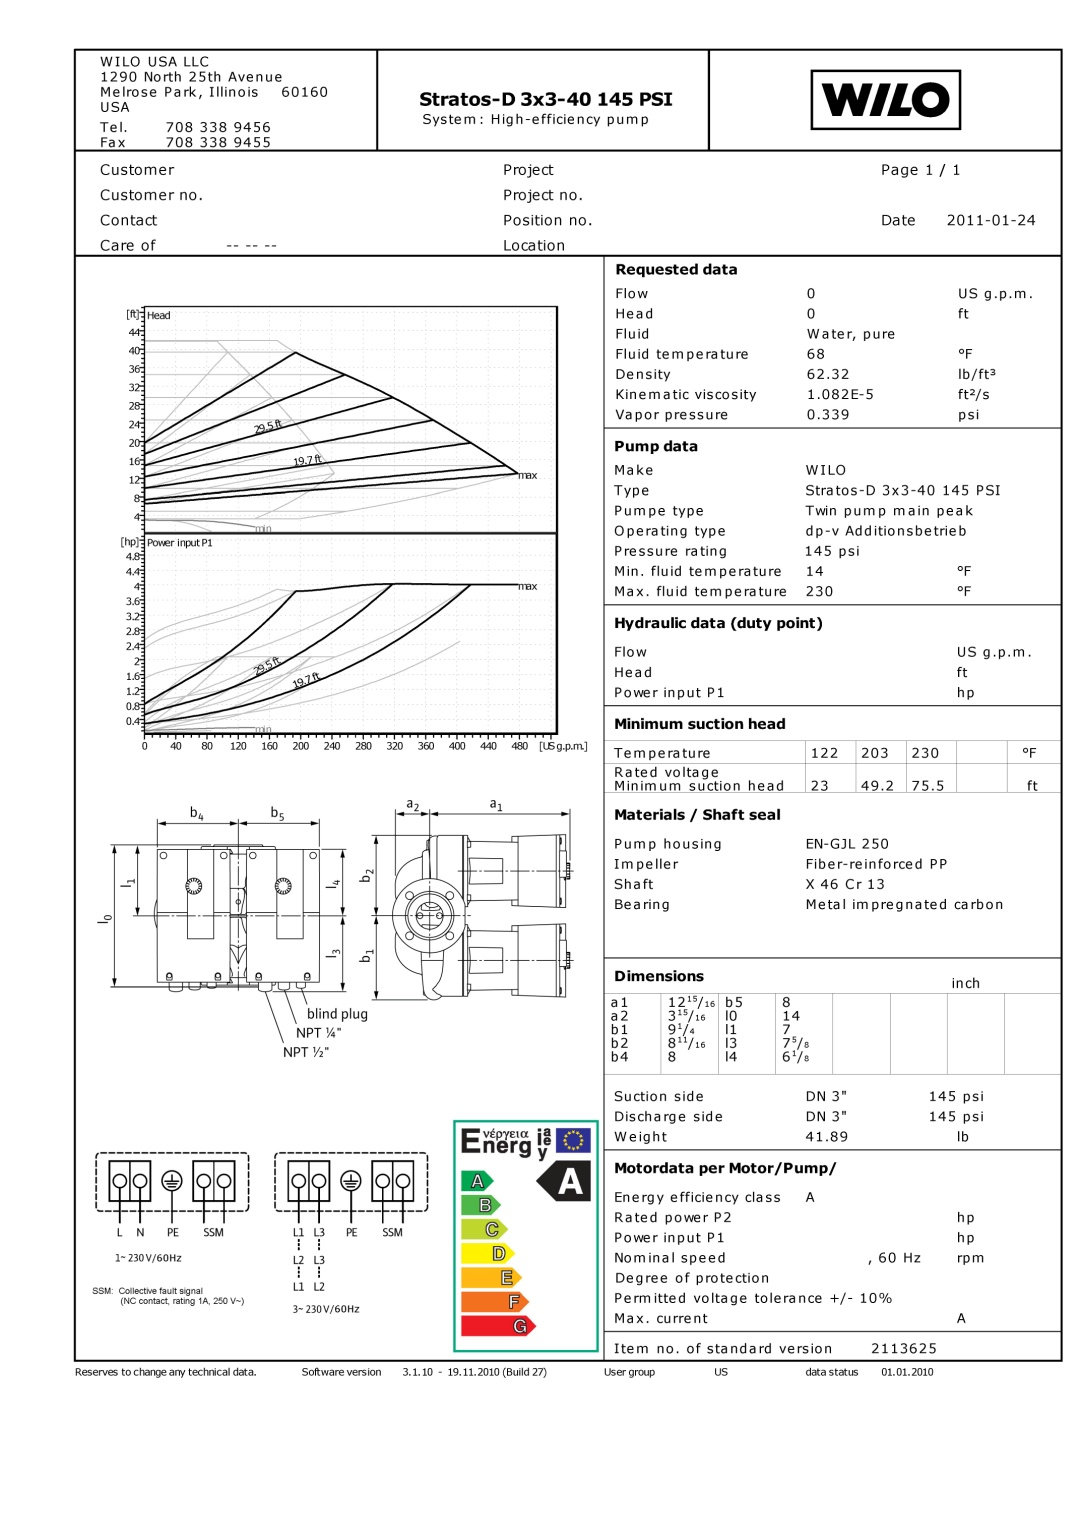 WILO USA LLC
1290 North 25th Avenue
Melrose Park, Illinois 60160
USA
Tel. 708 338 9456
Fax 708 338 9455
Stratos-D 3x3-40 145 PSI
System: High-efficiency pump
WILO
Customer Project Page 1 / 1
Customer no. Project no.
Contact Position no. Date 2011-01-24
Care of -- -- -- Location
[ft] Head
44
40
36
32
28
24
20
16
12
8
4
29.5 ft
19.7 ft
max
min
[hp] Power input P1
4.8
4.4
4
3.6
3.2
2.8
2.4
2
1.6
1.2
0.8
0.4
max
29.5 ft
19.7 ft
min
0 40 80 120 160 200 240 280 320 360 400 440 480 [US g.p.m.]
b4 b5 a2 a1
l0 l1 l4 l3 b2 b1
blind plug
NPT ¼"
NPT ½"
L N PE SSM
1~ 230 V/60Hz
SSM: Collective fault signal
(NC contact, rating 1A, 250 V~)
L1 L3 PE SSM
L2 L3
L1 L2
3~ 230 V/60Hz
Energ νέργεια ia ie y
A
A
B
C
D
E
F
G
Requested data
Flow 0 US g.p.m.
Head 0 ft
Fluid Water, pure
Fluid temperature 68 °F
Density 62.32 lb/ft³
Kinematic viscosity 1.082E-5 ft²/s
Vapor pressure 0.339 psi
Pump data
Make WILO
Type Stratos-D 3x3-40 145 PSI
Pumpe type Twin pump main peak
Operating type dp-v Additionsbetrieb
Pressure rating 145 psi
Min. fluid temperature 14 °F
Max. fluid temperature 230 °F
Hydraulic data (duty point)
Flow US g.p.m.
Head ft
Power input P1 hp
Minimum suction head
Temperature 122 203 230 °F
Rated voltage
Minimum suction head 23 49.2 75.5 ft
Materials / Shaft seal
Pump housing EN-GJL 250
Impeller Fiber-reinforced PP
Shaft X 46 Cr 13
Bearing Metal impregnated carbon
Dimensions inch
a1 12 15/16 b5 8
a2 3 15/16 l0 14
b1 9 1/4 l1 7
b2 8 11/16 l3 7 5/8
b4 8 l4 6 1/8
Suction side DN 3" 145 psi
Discharge side DN 3" 145 psi
Weight 41.89 lb
Motordata per Motor/Pump/
Energy efficiency class A
Rated power P2 hp
Power input P1 hp
Nominal speed , 60 Hz rpm
Degree of protection
Permitted voltage tolerance +/- 10%
Max. current A
Item no. of standard version 2113625
Reserves to change any technical data. Software version 3.1.10 - 19.11.2010 (Build 27) User group US data status 01.01.2010